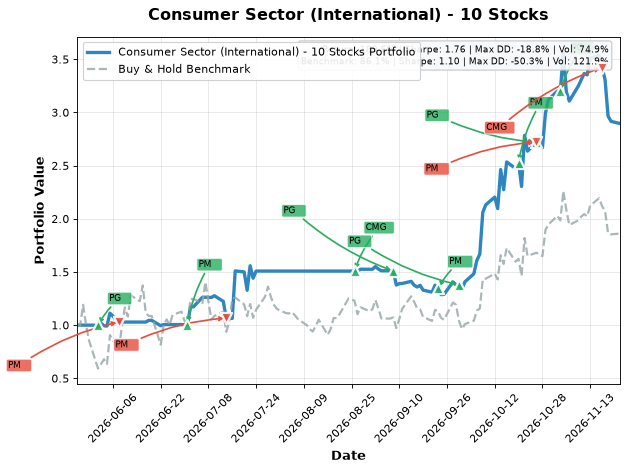 Consumer Sector (International) - 10 Stocks
Consumer Sector (International) - 10 Stocks Portfolio
Buy & Hold Benchmark
Sharpe: 1.76 | Max DD: -18.8% | Vol: 74.9%
Benchmark: 86.1% | Sharpe: 1.10 | Max DD: -50.3% | Vol: 121.9%
3.5
3.0
2.5
2.0
1.5
1.0
0.5
Portfolio Value
PM
PG
CMG
PM
PG
CMG
PG
PM
PM
PG
PM
PM
2026-06-06
2026-06-22
2026-07-08
2026-07-24
2026-08-09
2026-08-25
2026-09-10
2026-09-26
2026-10-12
2026-10-28
2026-11-13
Date